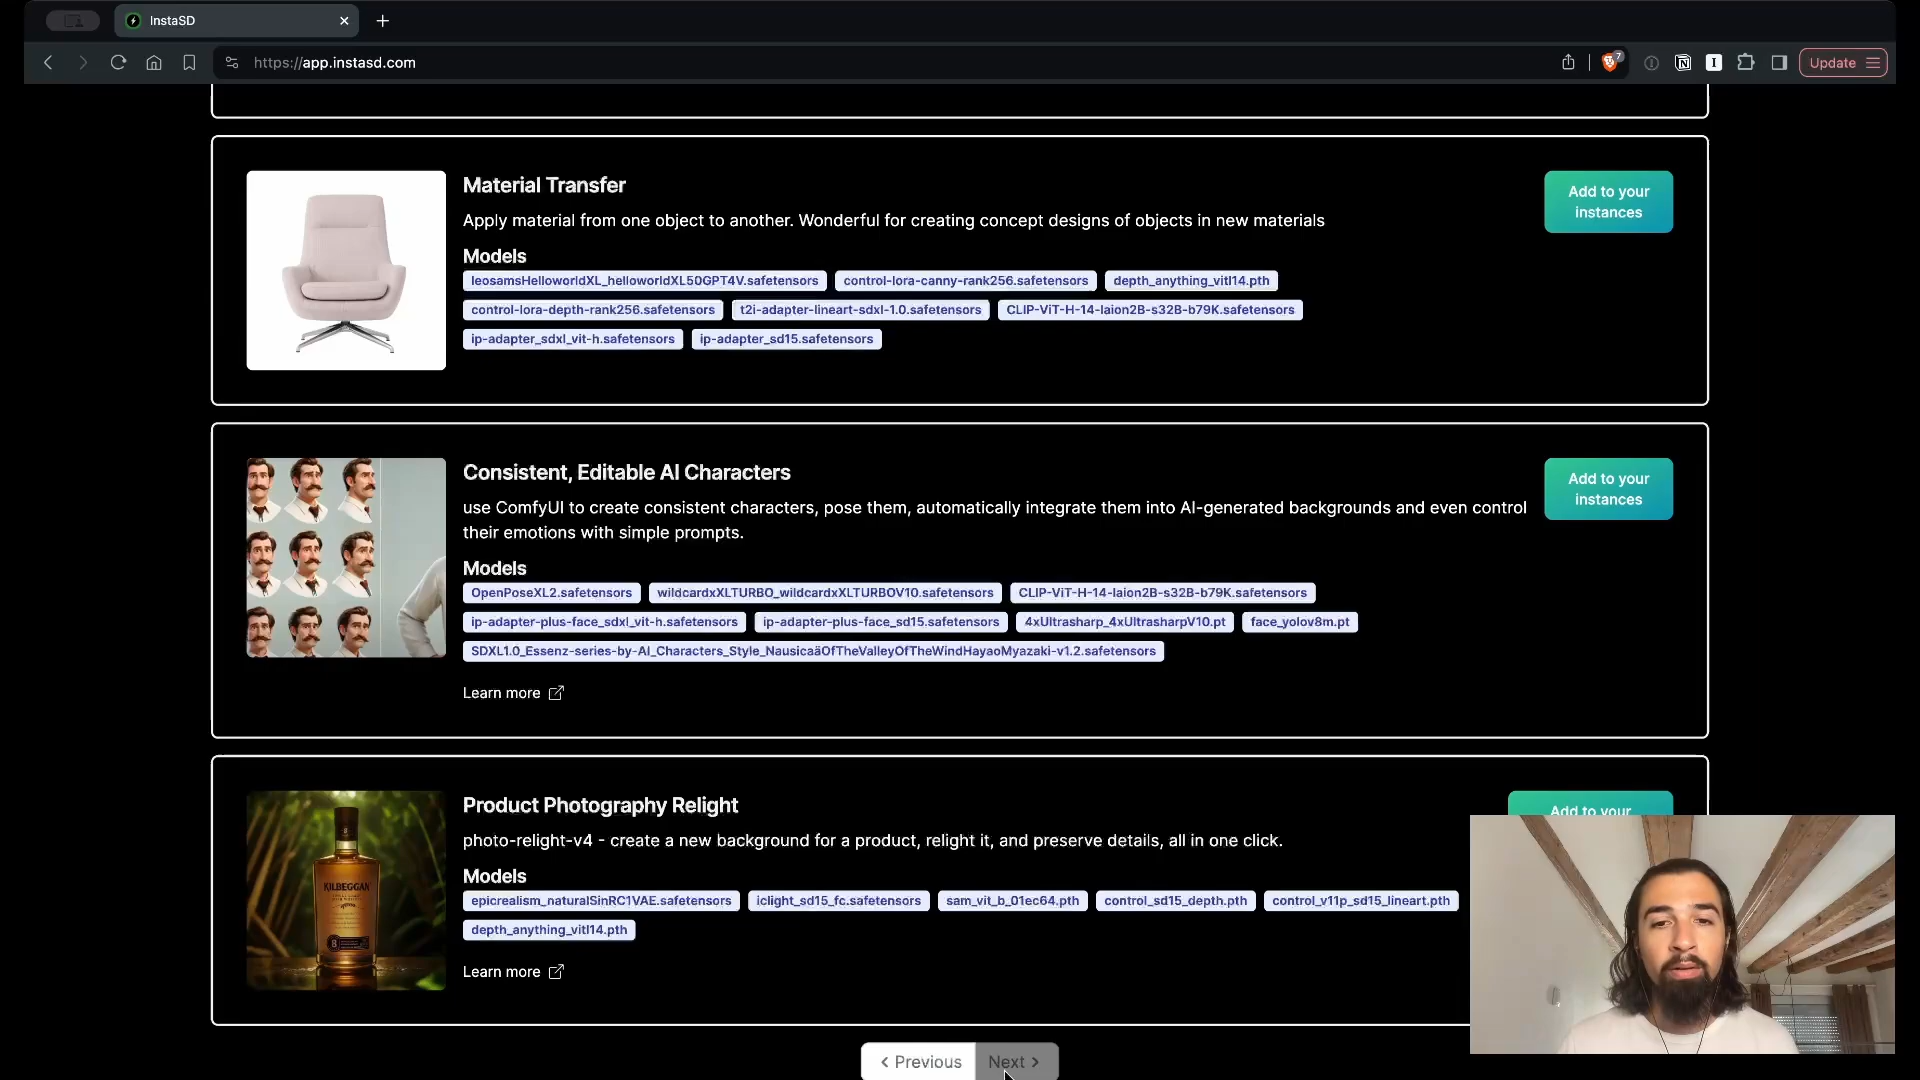 InstaSD
https://app.instasd.com
7
Update
Material Transfer
Apply material from one object to another. Wonderful for creating concept designs of objects in new materials
Add to your
instances
Models
leosamsHelloworldXL_helloworldXL50GPT4V.safetensors control-lora-canny-rank256.safetensors depth_anything_vitl14.pth
control-lora-depth-rank256.safetensors t2i-adapter-lineart-sdxl-1.0.safetensors CLIP-ViT-H-14-laion2B-s32B-b79K.safetensors
ip-adapter_sdxl_vit-h.safetensors ip-adapter_sd15.safetensors
Consistent, Editable AI Characters
use ComfyUI to create consistent characters, pose them, automatically integrate them into AI-generated backgrounds and even control
their emotions with simple prompts.
Add to your
instances
Models
OpenPoseXL2.safetensors wildcardxXLTURBO_wildcardxXLTURBOV10.safetensors CLIP-ViT-H-14-laion2B-s32B-b79K.safetensors
ip-adapter-plus-face_sdxl_vit-h.safetensors ip-adapter-plus-face_sd15.safetensors 4xUltrasharp_4xUltrasharpV10.pt face_yolov8m.pt
SDXL1.0_Essenz-series-by-AI_Characters_Style_NausicaäOfTheValleyOfTheWindHayaoMyazaki-v1.2.safetensors
Learn more
Product Photography Relight
photo-relight-v4 - create a new background for a product, relight it, and preserve details, all in one click.
Add to your
Models
epicrealism_naturalSinRC1VAE.safetensors iclight_sd15_fc.safetensors sam_vit_b_01ec64.pth control_sd15_depth.pth control_v11p_sd15_lineart.pth
depth_anything_vitl14.pth
Learn more
KILBEGGAN
Previous Next